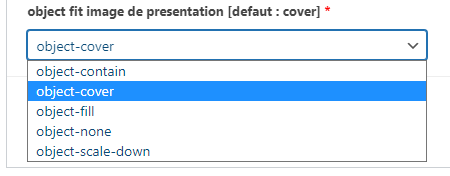 object fit image de presentation [defaut : cover] *
object-cover
object-contain
object-cover
object-fill
object-none
object-scale-down